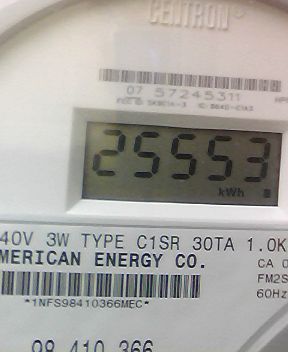 CENTRON
07 57245311
25553
kWh
40V 3W TYPE C1SR 30TA 1.0K
MERICAN ENERGY CO.
CA 0
FM2S
60Hz
*1NFS98410366MEC*
98 410 366